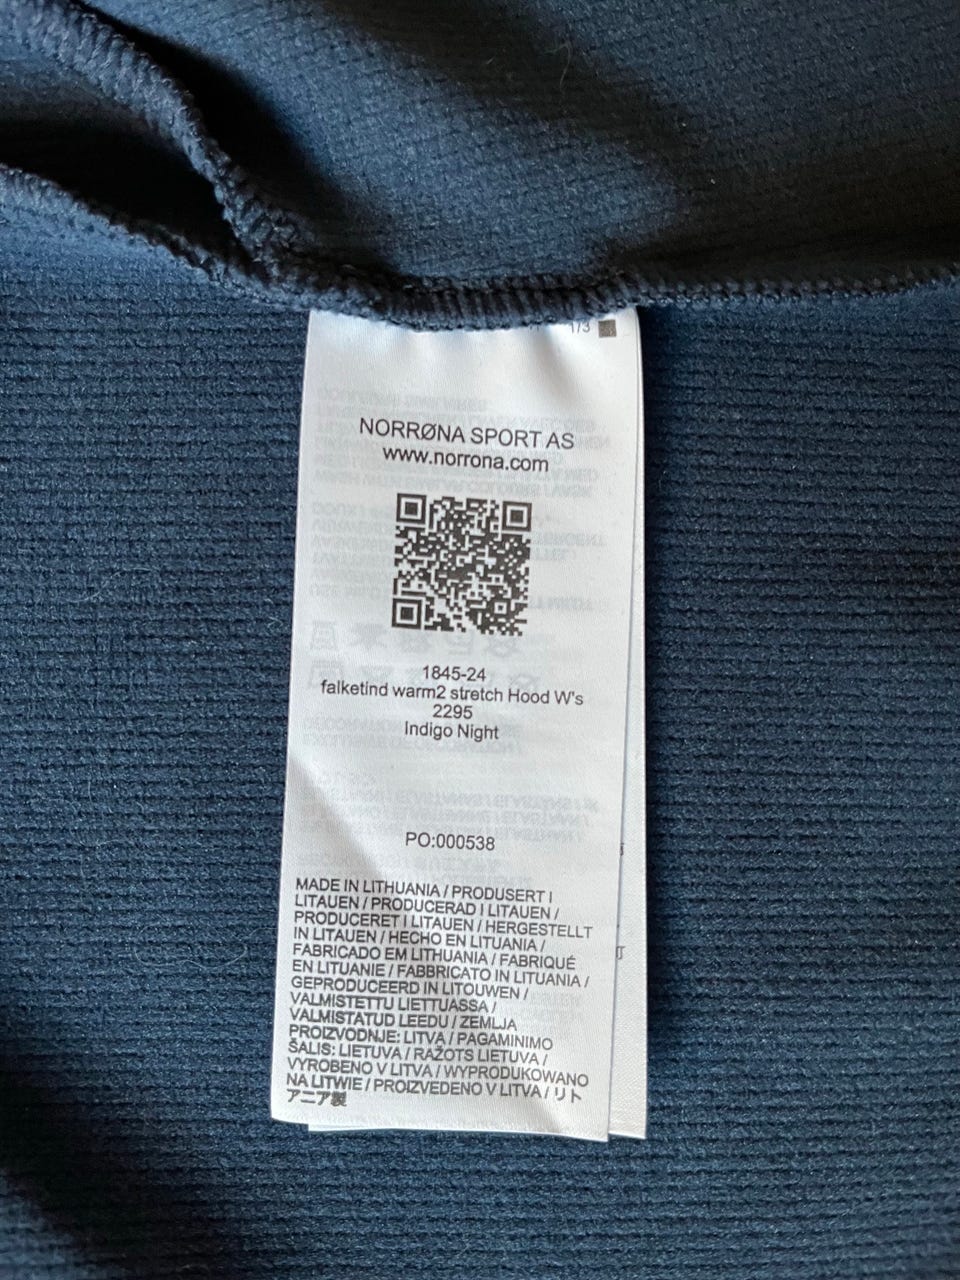 1/3
NORRØNA SPORT AS
www.norrona.com
1845-24
falketind warm2 stretch Hood W's
2295
Indigo Night
PO:000538
MADE IN LITHUANIA / PRODUSERT I
LITAUEN / PRODUCERAD I LITAUEN /
PRODUCERET I LITAUEN / HERGESTELLT
IN LITAUEN / HECHO EN LITUANIA /
FABRICADO EM LITHUANIA / FABRIQUÉ
EN LITUANIE / FABBRICATO IN LITUANIA /
GEPRODUCEERD IN LITOUWEN /
VALMISTETTU LIETTUASSA /
VALMISTATUD LEEDU / ZEMLJA
PROIZVODNJE: LITVA / PAGAMINIMO
ŠALIS: LIETUVA / RAŽOTS LIETUVA /
VYROBENO V LITVA / WYPRODUKOWANO
NA LITWIE / PROIZVEDENO V LITVA / リト
アニア製